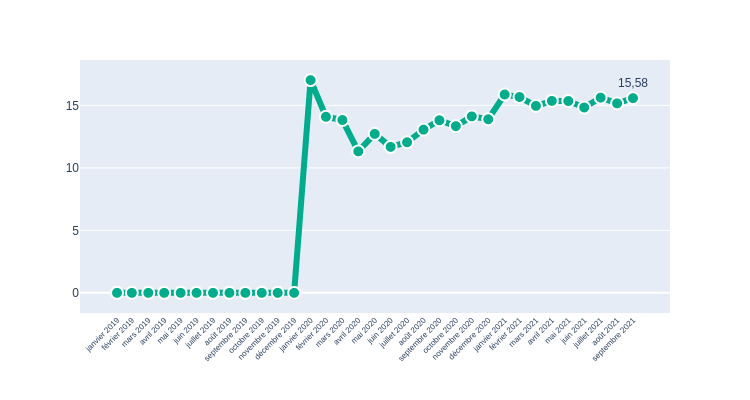 15,58
15
10
5
0
janvier 2019
février 2019
mars 2019
avril 2019
mai 2019
juin 2019
juillet 2019
août 2019
septembre 2019
octobre 2019
novembre 2019
décembre 2019
janvier 2020
février 2020
mars 2020
avril 2020
mai 2020
juin 2020
juillet 2020
août 2020
septembre 2020
octobre 2020
novembre 2020
décembre 2020
janvier 2021
février 2021
mars 2021
avril 2021
mai 2021
juin 2021
juillet 2021
août 2021
septembre 2021